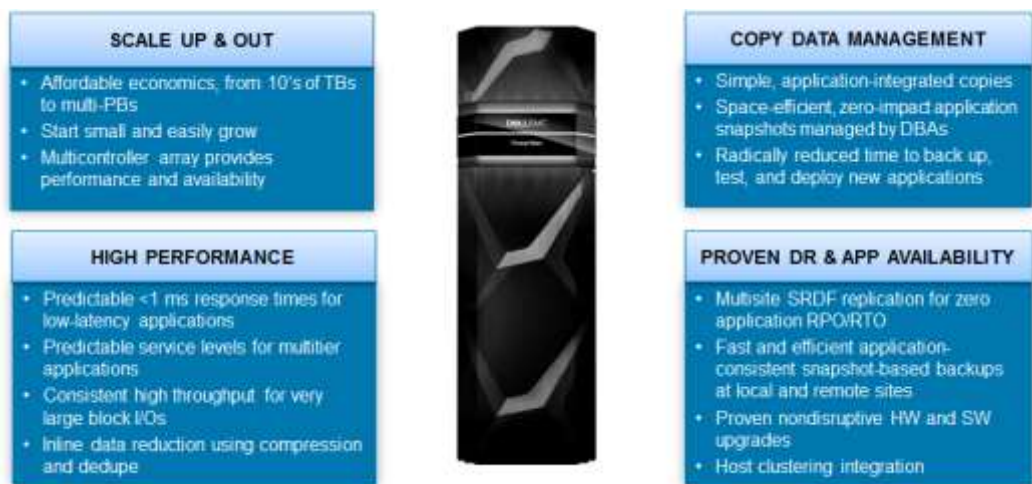 SCALE UP & OUT
• Affordable economics, from 10's of TBs
to multi-PBs
• Start small and easily grow
• Multicontroller array provides
performance and availability
HIGH PERFORMANCE
• Predictable <1 ms response times for
low-latency applications
• Predictable service levels for multitier
applications
• Consistent high throughput for very
large block I/Os
• Inline data reduction using compression
and dedupe
DELLEMC
PowerMax
COPY DATA MANAGEMENT
• Simple, application-integrated copies
• Space-efficient, zero-impact application
snapshots managed by DBAs
• Radically reduced time to back up,
test, and deploy new applications
PROVEN DR & APP AVAILABILITY
• Multisite SRDF replication for zero
application RPO/RTO
• Fast and efficient application-
consistent snapshot-based backups
at local and remote sites
• Proven nondisruptive HW and SW
upgrades
• Host clustering integration